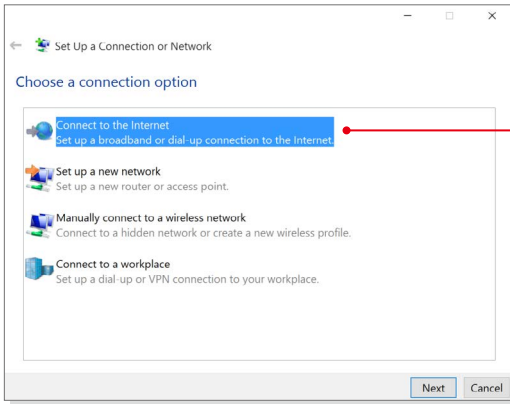 Set Up a Connection or Network
Choose a connection option
Connect to the Internet
Set up a broadband or dial-up connection to the Internet.
Set up a new network
Set up a new router or access point.
Manually connect to a wireless network
Connect to a hidden network or create a new wireless profile.
Connect to a workplace
Set up a dial-up or VPN connection to your workplace.
Next Cancel